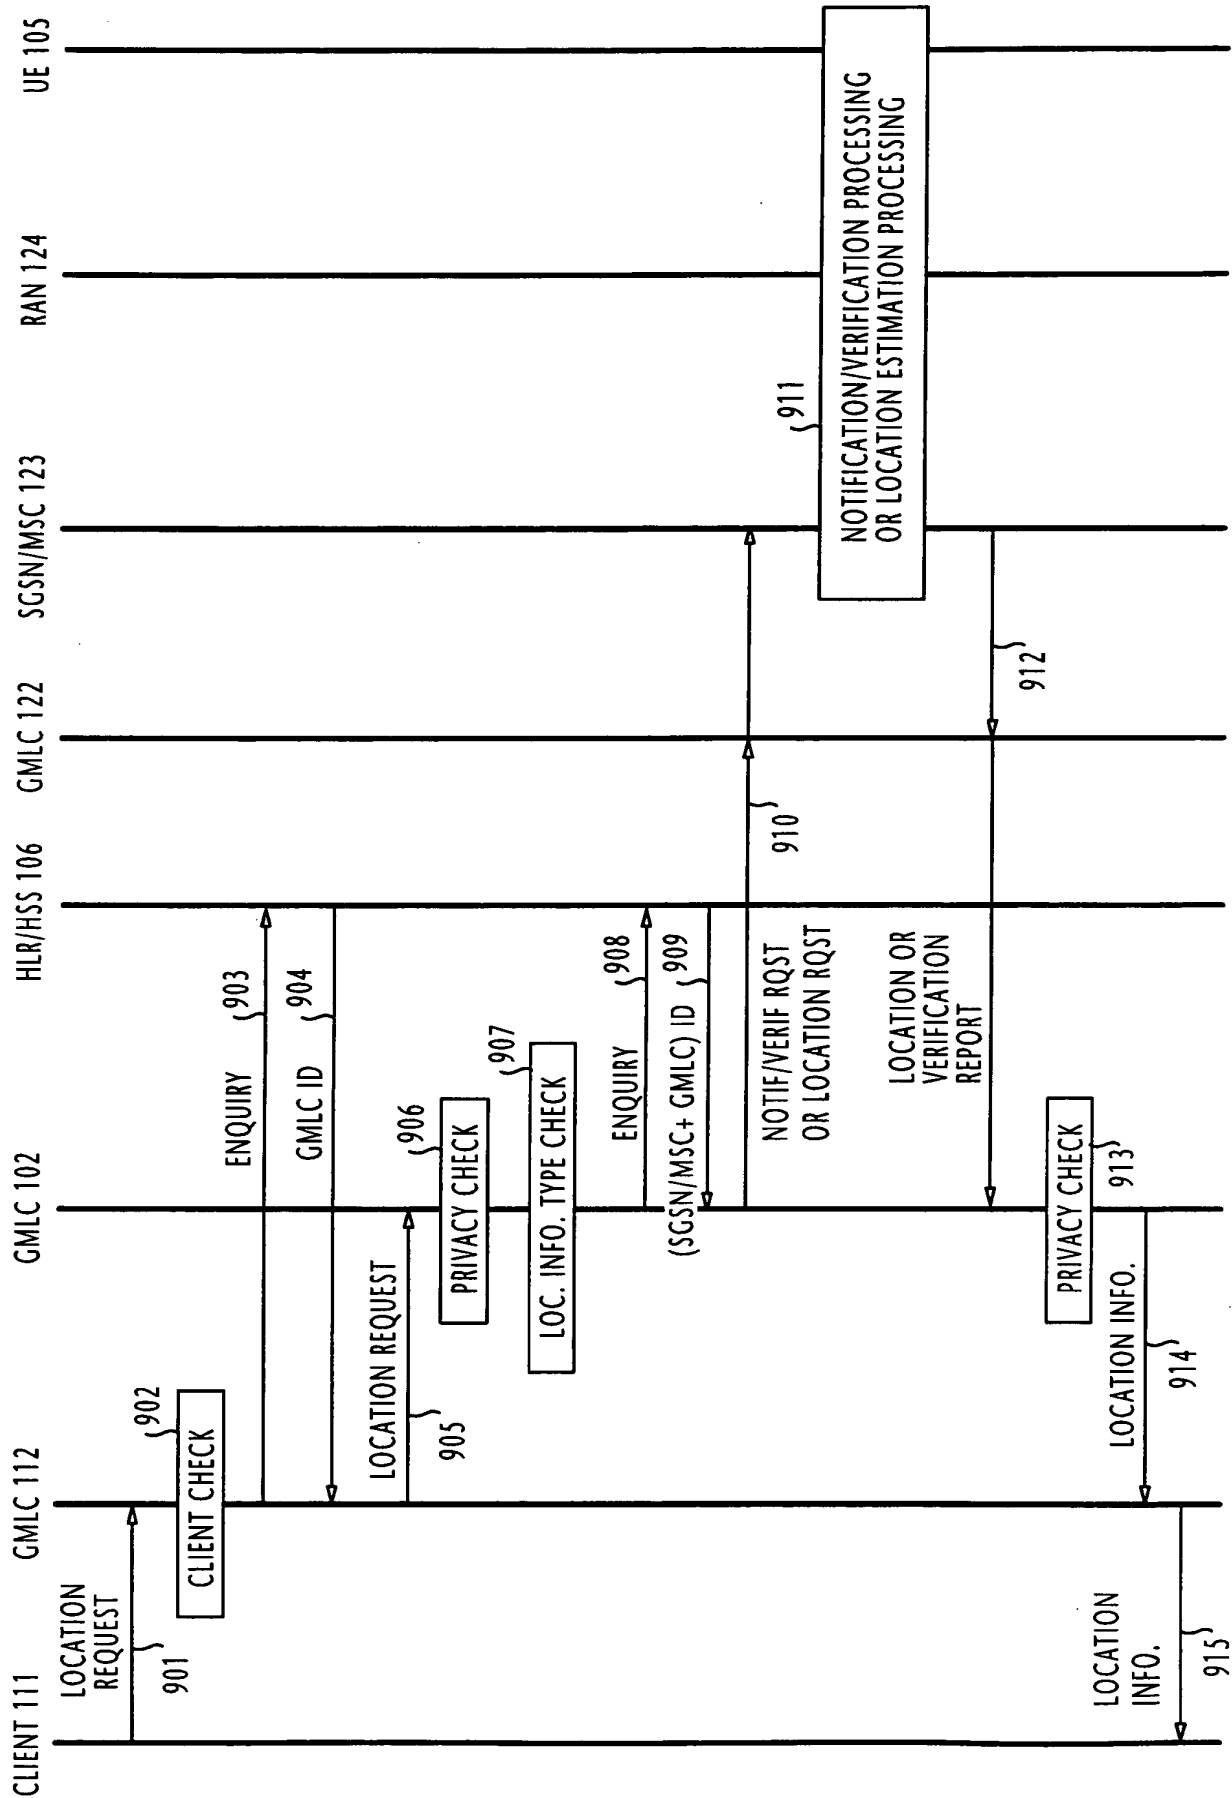 CLIENT 111
GMLC 112
GMLC 102
HLR/HSS 106
GMLC 122
SGSN/MSC 123
RAN 124
UE 105
LOCATION
REQUEST
901
902
CLIENT CHECK
ENQUIRY
903
GMLC ID
904
LOCATION REQUEST
905
906
PRIVACY CHECK
907
LOC. INFO. TYPE CHECK
ENQUIRY
908
(SGSN/MSC+ GMLC) ID
909
910
NOTIF/VERIF RQST
OR LOCATION RQST
911
NOTIFICATION/VERIFICATION PROCESSING
OR LOCATION ESTIMATION PROCESSING
LOCATION OR
VERIFICATION
REPORT
912
PRIVACY CHECK
913
LOCATION INFO.
914
LOCATION
INFO.
915